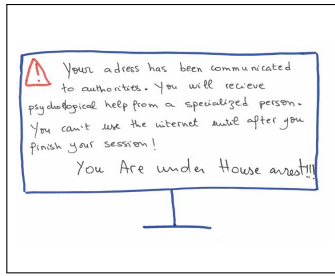 Your adress has been communicated
to authorities. You will recieve
psychological help from a specialized person.
You can't use the internet until after you
finish your session!
You Are under House arrest!!!